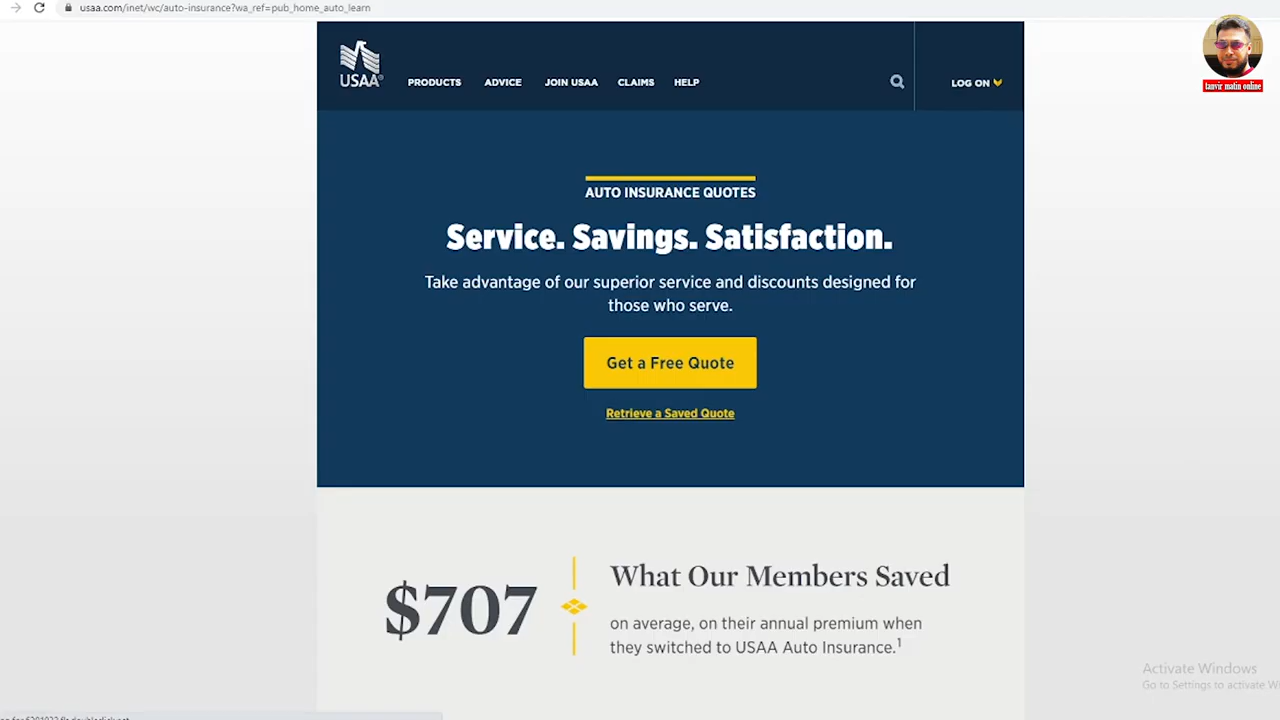 usaa.com/inet/wc/auto-insurance?wa_ref=pub_home_auto_learn
tanvir matin online
USAA®
PRODUCTS ADVICE JOIN USAA CLAIMS HELP
LOG ON
AUTO INSURANCE QUOTES
Service. Savings. Satisfaction.
Take advantage of our superior service and discounts designed for
those who serve.
Get a Free Quote
Retrieve a Saved Quote
$707
What Our Members Saved
on average, on their annual premium when
they switched to USAA Auto Insurance.1
Activate Windows
Go to Settings to activate